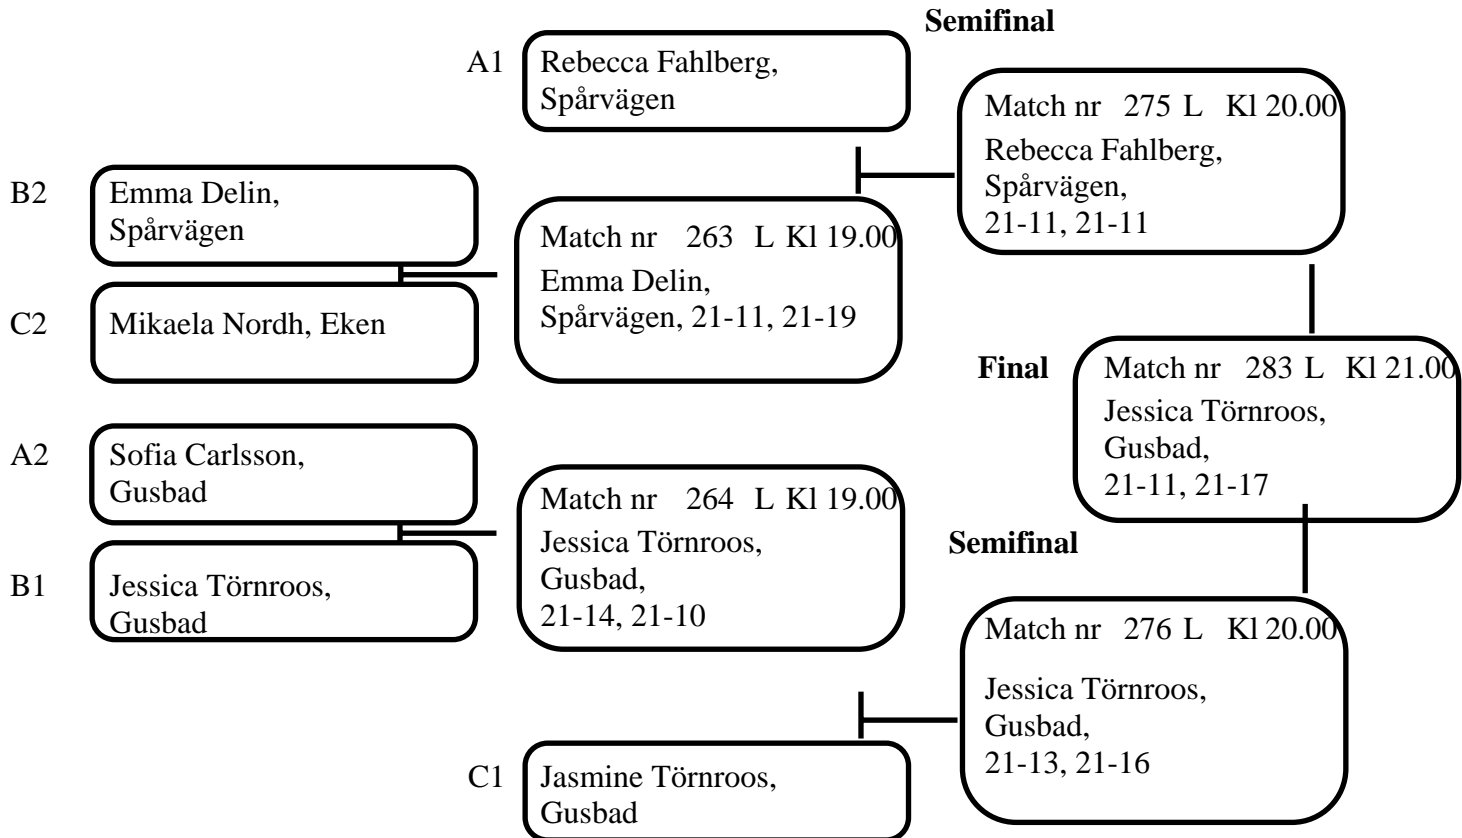 Semifinal
A1
Rebecca Fahlberg,
Spårvägen
Match nr 275 L Kl 20.00
Rebecca Fahlberg,
Spårvägen,
21-11, 21-11
B2
Emma Delin,
Spårvägen
Match nr 263 L Kl 19.00
Emma Delin,
Spårvägen, 21-11, 21-19
C2
Mikaela Nordh, Eken
Final
Match nr 283 L Kl 21.00
Jessica Törnroos,
Gusbad,
21-11, 21-17
A2
Sofia Carlsson,
Gusbad
Match nr 264 L Kl 19.00
Jessica Törnroos,
Gusbad,
21-14, 21-10
B1
Jessica Törnroos,
Gusbad
Semifinal
Match nr 276 L Kl 20.00
Jessica Törnroos,
Gusbad,
21-13, 21-16
C1
Jasmine Törnroos,
Gusbad